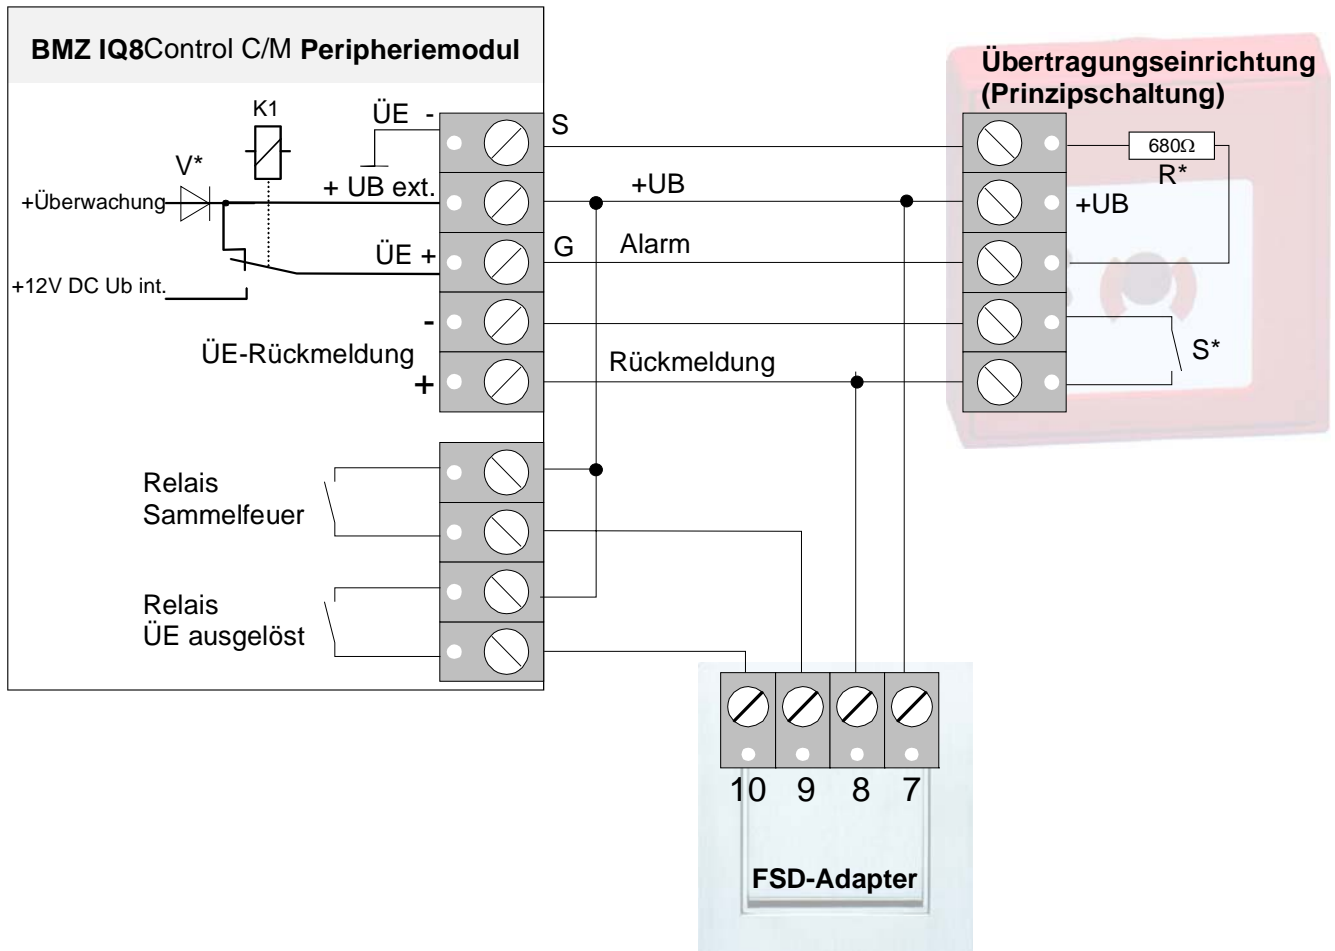 BMZ IQ8Control C/M Peripheriemodul
Übertragungseinrichtung
(Prinzipschaltung)
K1
ÜE -
S
680Ω
R*
V*
+ UB ext.
+UB
+UB
+Überwachung
ÜE +
G
Alarm
+12V DC Ub int.
-
ÜE-Rückmeldung
+
Rückmeldung
S*
Relais
Sammelfeuer
Relais
ÜE ausgelöst
10 9 8 7
FSD-Adapter